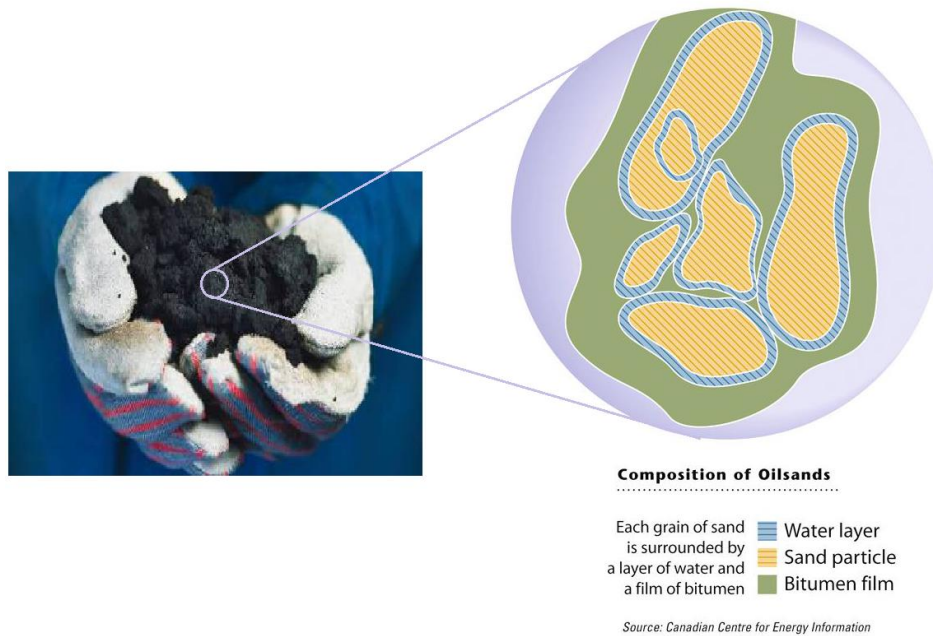 Composition of Oilsands
Each grain of sand
is surrounded by
a layer of water and
a film of bitumen
Water layer
Sand particle
Bitumen film
Source: Canadian Centre for Energy Information